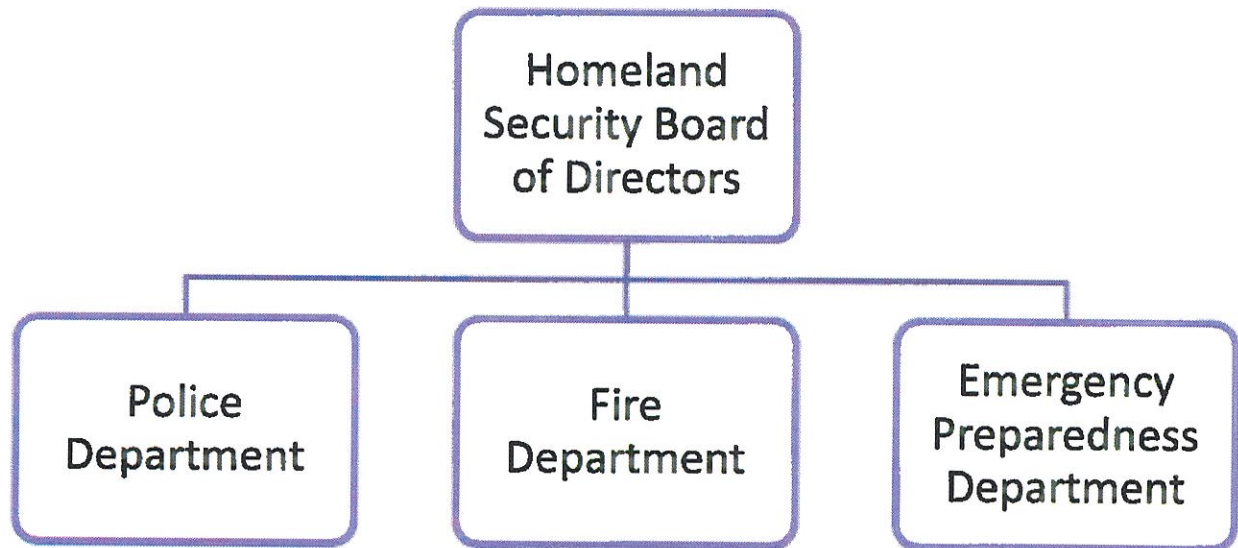 Homeland
Security Board
of Directors
Police
Department
Fire
Department
Emergency
Preparedness
Department